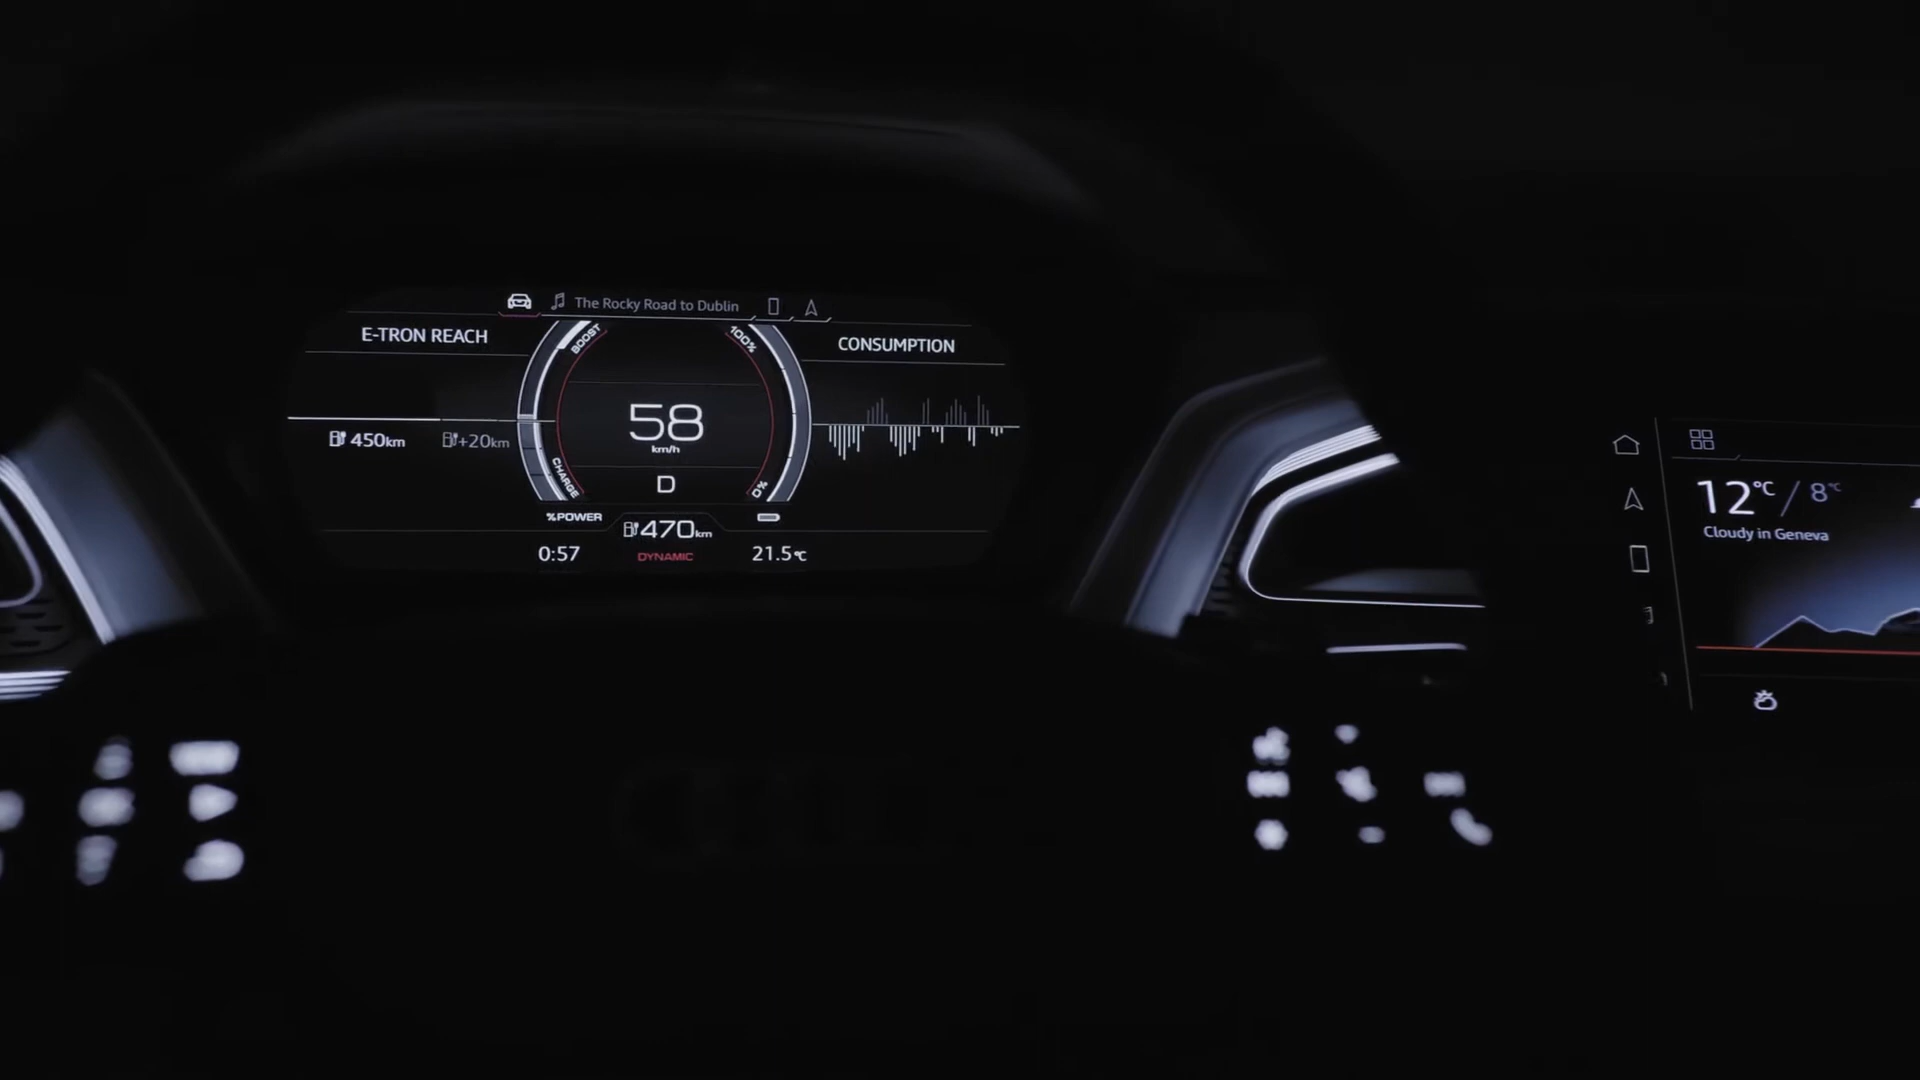 The Rocky Road to Dublin
E-TRON REACH
BOOST
100%
CONSUMPTION
58
km/h
450km
+20km
CHARGE
0%
D
%POWER
470km
0:57
DYNAMIC
21.5°C
12°C / 8°C
Cloudy in Geneva